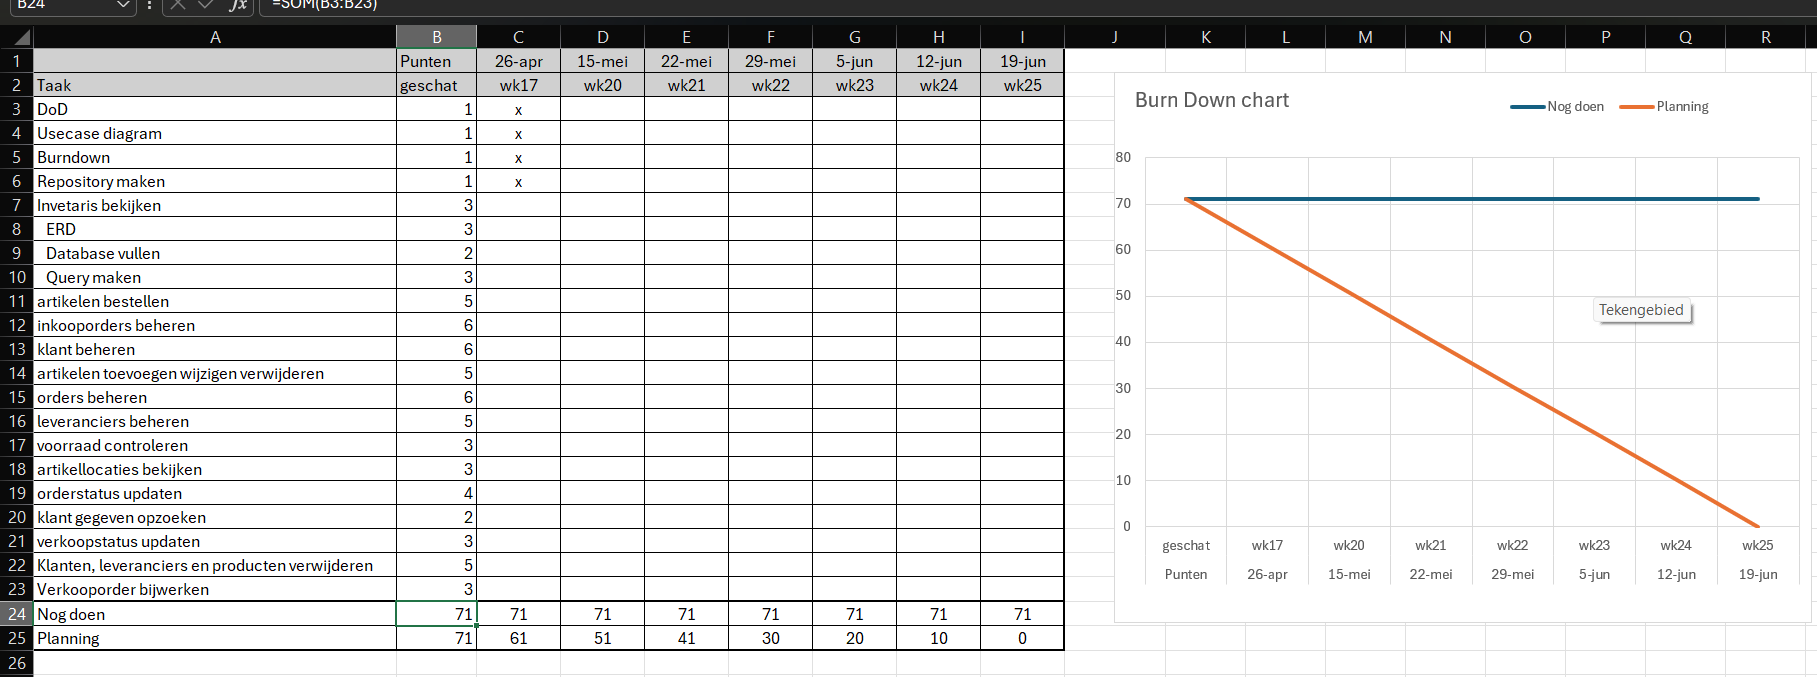 B24 fx =SOM(B3:B23)
A B C D E F G H I J K L M N O P Q R
1 Punten 26-apr 15-mei 22-mei 29-mei 5-jun 12-jun 19-jun
2 Taak geschat wk17 wk20 wk21 wk22 wk23 wk24 wk25
3 DoD 1 x
4 Usecase diagram 1 x
5 Burndown 1 x
6 Repository maken 1 x
7 Invetaris bekijken 3
8 ERD 3
9 Database vullen 2
10 Query maken 3
11 artikelen bestellen 5
12 inkooporders beheren 6
13 klant beheren 6
14 artikelen toevoegen wijzigen verwijderen 5
15 orders beheren 6
16 leveranciers beheren 5
17 voorraad controleren 3
18 artikellocaties bekijken 3
19 orderstatus updaten 4
20 klant gegeven opzoeken 2
21 verkoopstatus updaten 3
22 Klanten, leveranciers en producten verwijderen 5
23 Verkooporder bijwerken 3
24 Nog doen 71 71 71 71 71 71 71 71
25 Planning 71 61 51 41 30 20 10 0
26
Burn Down chart
Nog doen Planning
80
70
60
50
Tekengebied
40
30
20
10
0
geschat wk17 wk20 wk21 wk22 wk23 wk24 wk25
Punten 26-apr 15-mei 22-mei 29-mei 5-jun 12-jun 19-jun